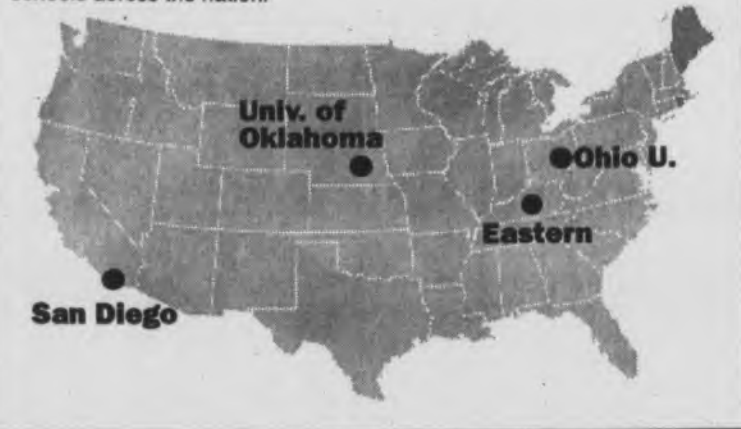 schools across the nation.
Univ. of
Oklahoma
Ohio U.
Eastern
San Diego